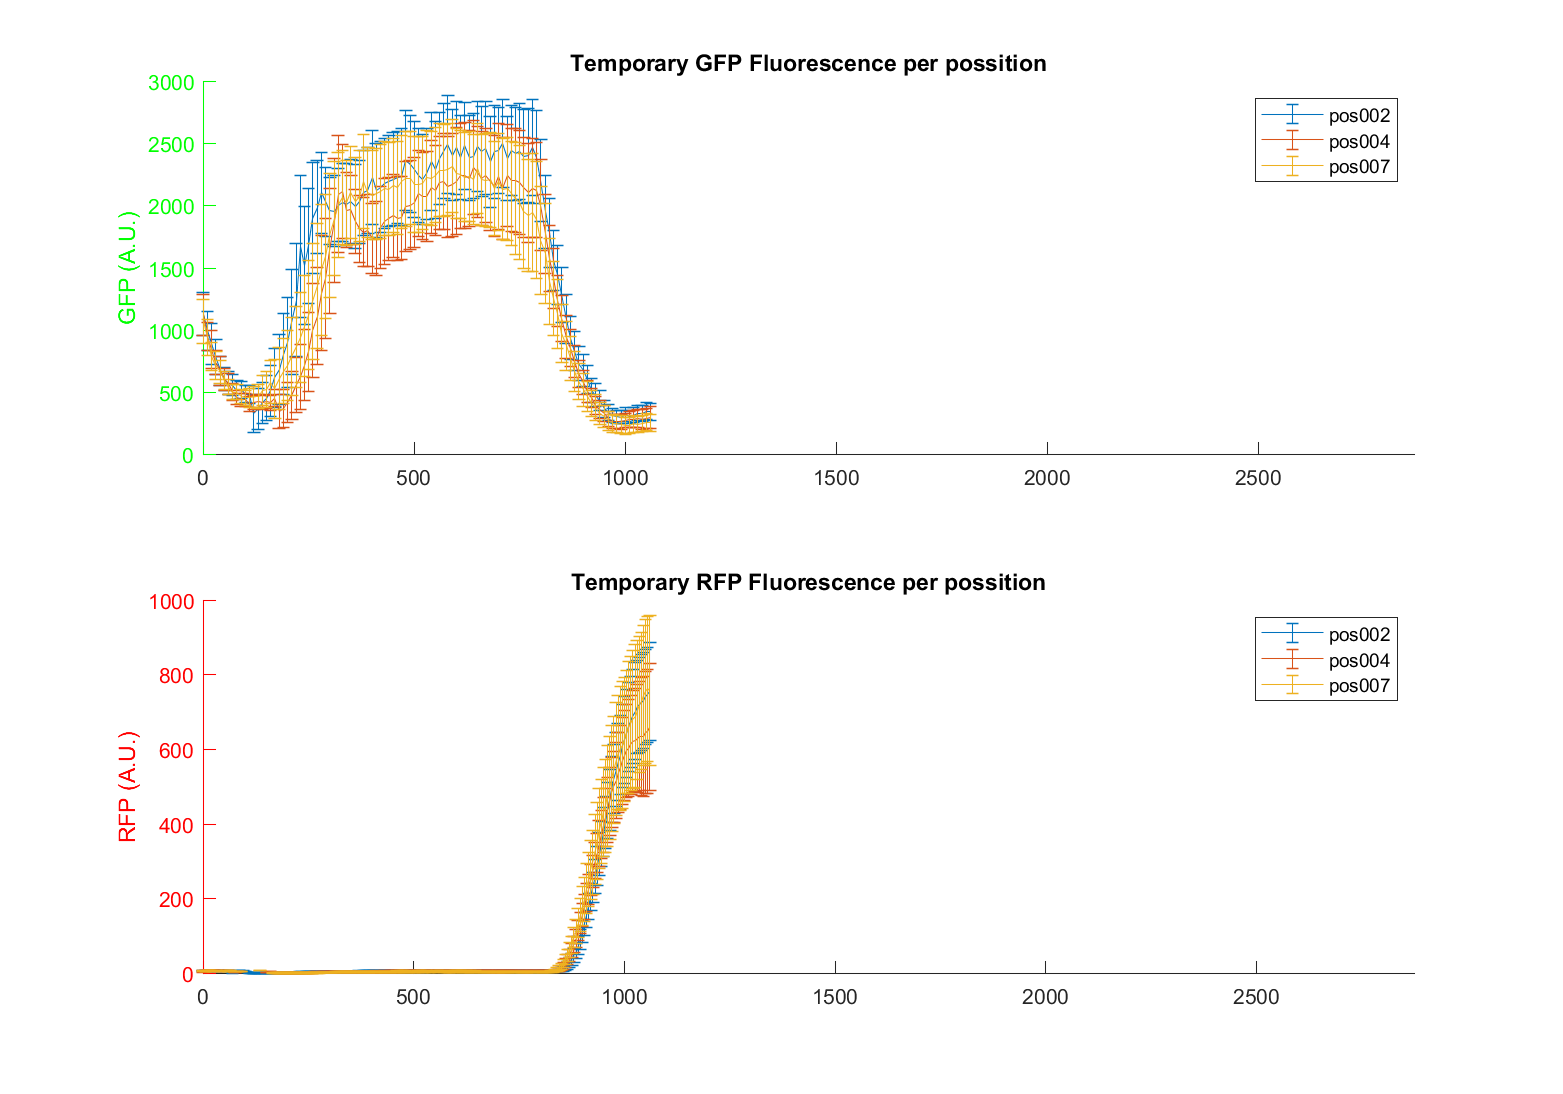 Temporary GFP Fluorescence per possition
3000
2500
2000
1500
1000
500
0
GFP (A.U.)
0 500 1000 1500 2000 2500
pos002
pos004
pos007
Temporary RFP Fluorescence per possition
1000
800
600
400
200
0
RFP (A.U.)
0 500 1000 1500 2000 2500
pos002
pos004
pos007